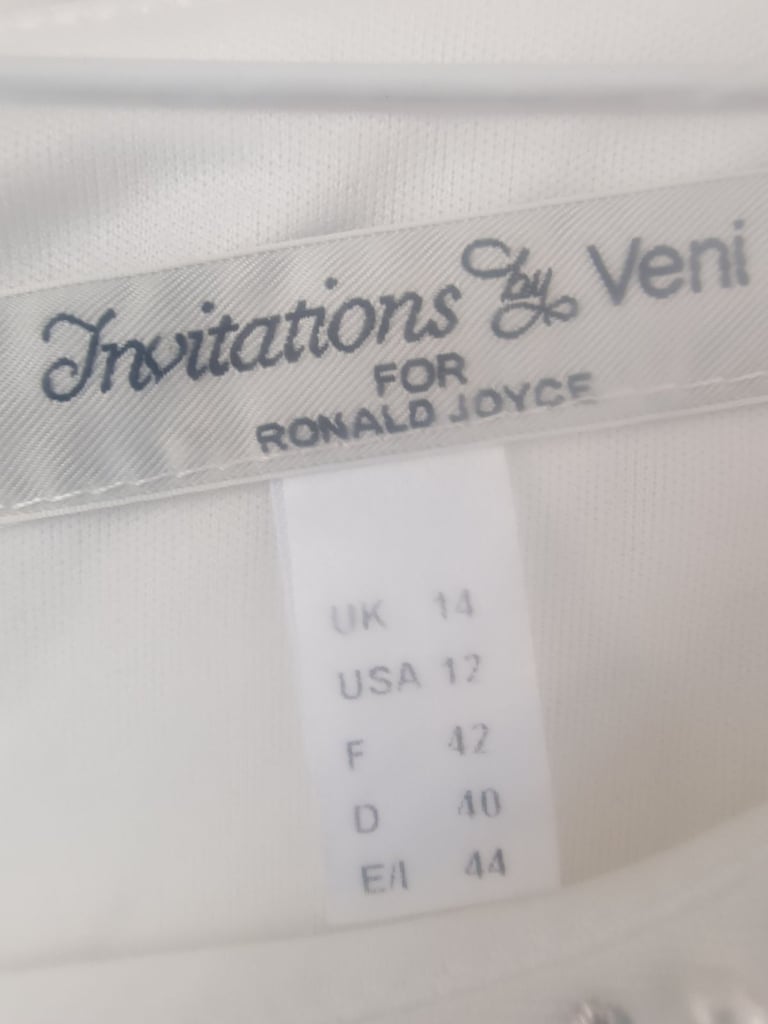 Invitations by Veni
FOR
RONALD JOYCE
UK 14
USA 12
F 42
D 40
E/I 44